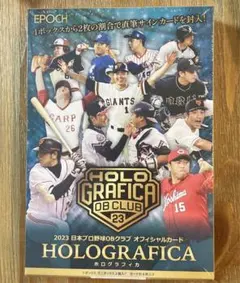 EPOCH
1ボックスから2枚の割合で直筆サインカードを封入!
GIANTS
CARP
26
HOLO
GRAFICA
OB CLUB
23
15
2023 日本プロ野球OBクラブ オフィシャルカード
HOLOGRAFICA
ホログラフィカ